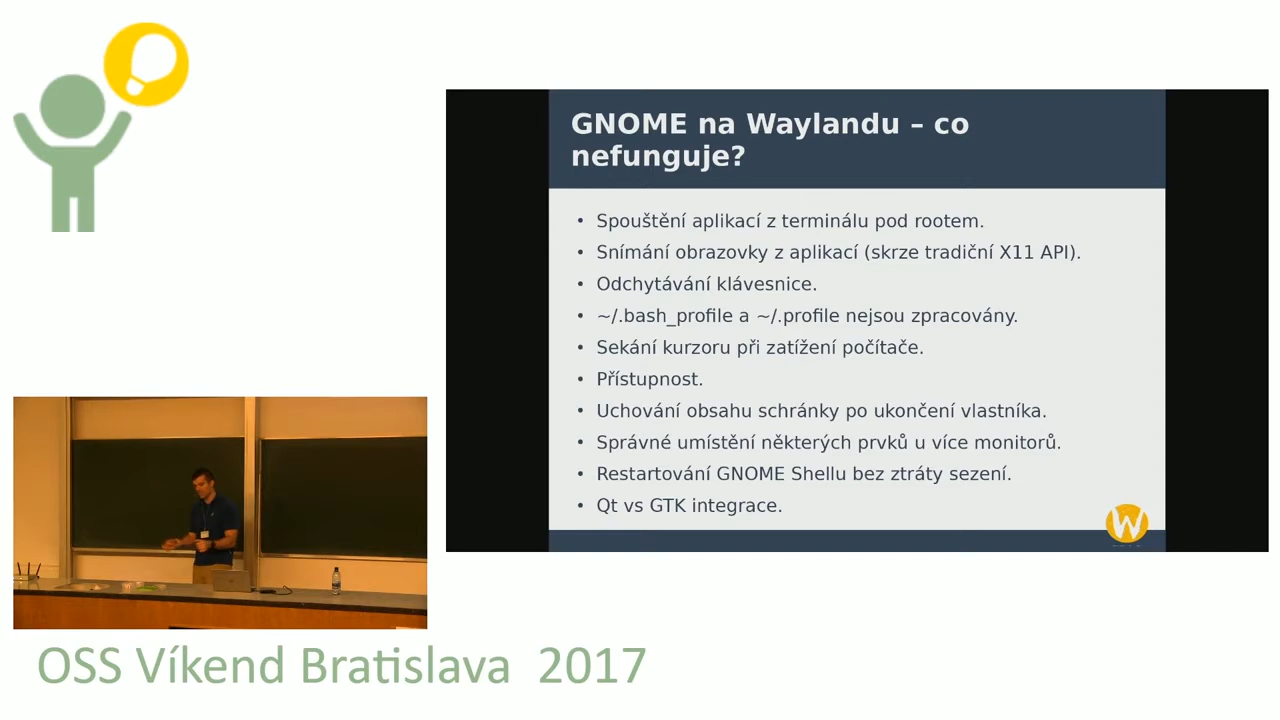 GNOME na Waylandu – co
nefunguje?
• Spouštění aplikací z terminálu pod rootem.
• Snímání obrazovky z aplikací (skrze tradiční X11 API).
• Odchytávání klávesnice.
• ~/.bash_profile a ~/.profile nejsou zpracovány.
• Sekání kurzoru při zatížení počítače.
• Přístupnost.
• Uchování obsahu schránky po ukončení vlastníka.
• Správné umístění některých prvků u více monitorů.
• Restartování GNOME Shellu bez ztráty sezení.
• Qt vs GTK integrace.
W
OSS Víkend Bratislava 2017